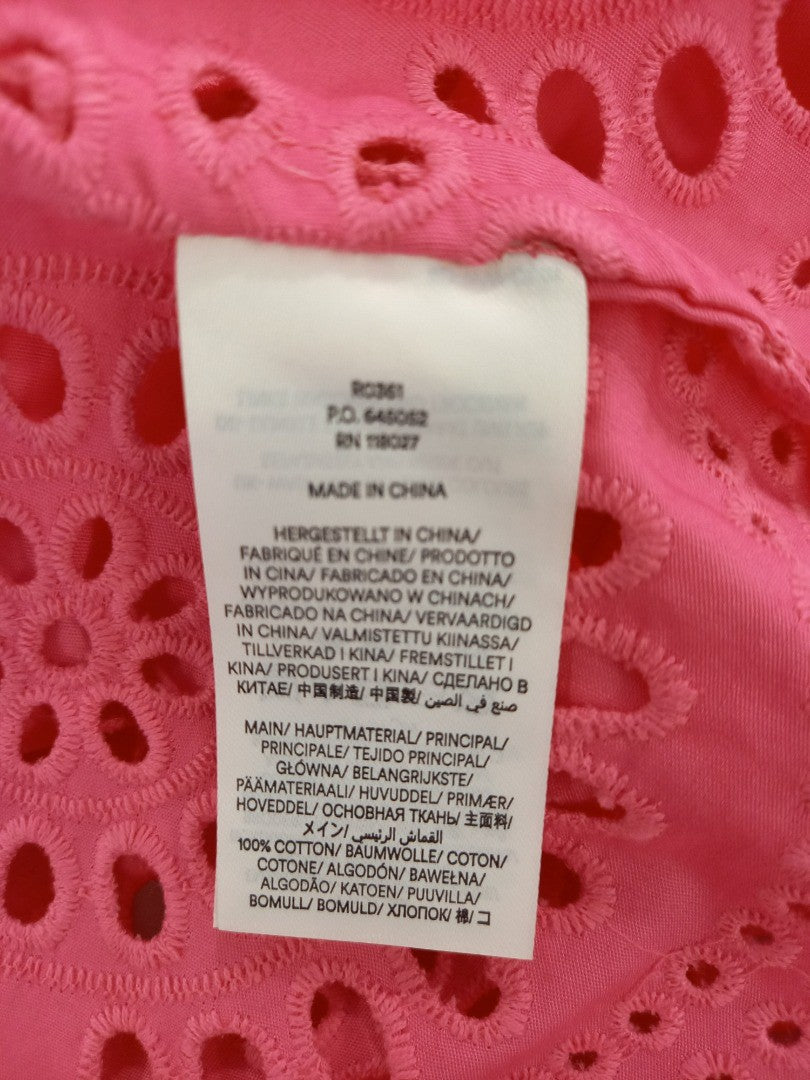 R0361
P.O. 645052
RN 118027
MADE IN CHINA
HERGESTELLT IN CHINA/
FABRIQUÉ EN CHINE/ PRODOTTO
IN CINA/ FABRICADO EN CHINA/
WYPRODUKOWANO W CHINACH/
FABRICADO NA CHINA/ VERVAARDIGD
IN CHINA/ VALMISTETTU KIINASSA/
TILLVERKAD I KINA/ FREMSTILLET I
KINA/ PRODUSERT I KINA/ СДЕЛАНО В
КИТАЕ/ 中国制造/ 中国製/ صنع في الصين
MAIN/ HAUPTMATERIAL/ PRINCIPAL/
PRINCIPALE/ TEJIDO PRINCIPAL/
GŁÓWNA/ BELANGRIJKSTE/
PÄÄMATERIAALI/ HUVUDDEL/ PRIMÆR/
HOVEDDEL/ ОСНОВНАЯ ТКАНЬ/ 主面料/
メイン/ القماش الرئيسي/
100% COTTON/ BAUMWOLLE/ COTON/
COTONE/ ALGODÓN/ BAWEŁNA/
ALGODÃO/ KATOEN/ PUUVILLA/
BOMULL/ BOMULD/ ХЛОПОК/ 棉/ コ